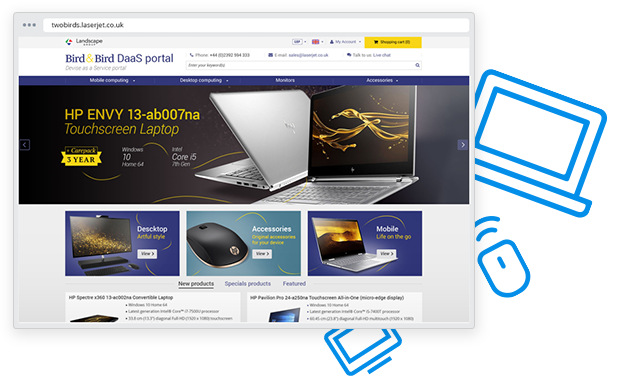 twobirds.laserjet.co.uk
Landscape
GROUP
GBP
My Account
Shopping cart (0)
Bird & Bird DaaS portal
Device as a Service portal
Phone: +44 (0)2392 594 333
E-mail: sales@laserjet.co.uk
Talk to us: Live chat
Enter your keyword(s)
Mobile computing
Desktop computing
Monitors
Accessories
HP ENVY 13-ab007na
Touchscreen Laptop
+ Carepack
3 YEAR
Windows
10
Home 64
Intel
Core i5
7th Gen
Descktop
Artful style
View >
Accessories
Original accessories
for your device
View >
Mobile
Life on the go
View >
New products
Specials products
Featured
HP Spectre x360 13-ac002na Convertible Laptop
• Windows 10 Home 64
• Latest generation Intel® Core™ i7-7500U processor
• 33.8 cm (13.3") diagonal Full-HD (1920 x 1080) touchscreen
HP Pavilion Pro 24-a250na Touchscreen All-in-One (micro-edge display)
• Windows 10 Home 64
• Latest generation Intel® Core™ i5-7400T processor
• 60.45 cm (23.8") diagonal Full-HD multitouch (1920 x 1080)